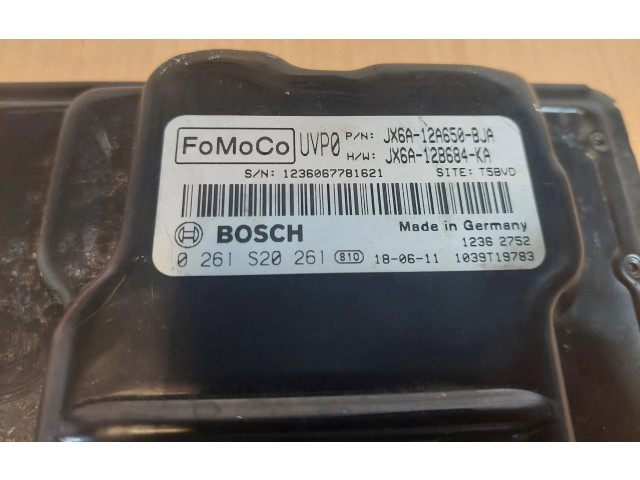 FoMoCo UVP0 P/N: JX6A-12A650-BJA
H/W: JX6A-12B684-KA
S/N: 1236067781621 SITE: T5BVD
BOSCH Made in Germany
1236 2752
0 261 S20 261 810 18-06-11 1039T19783